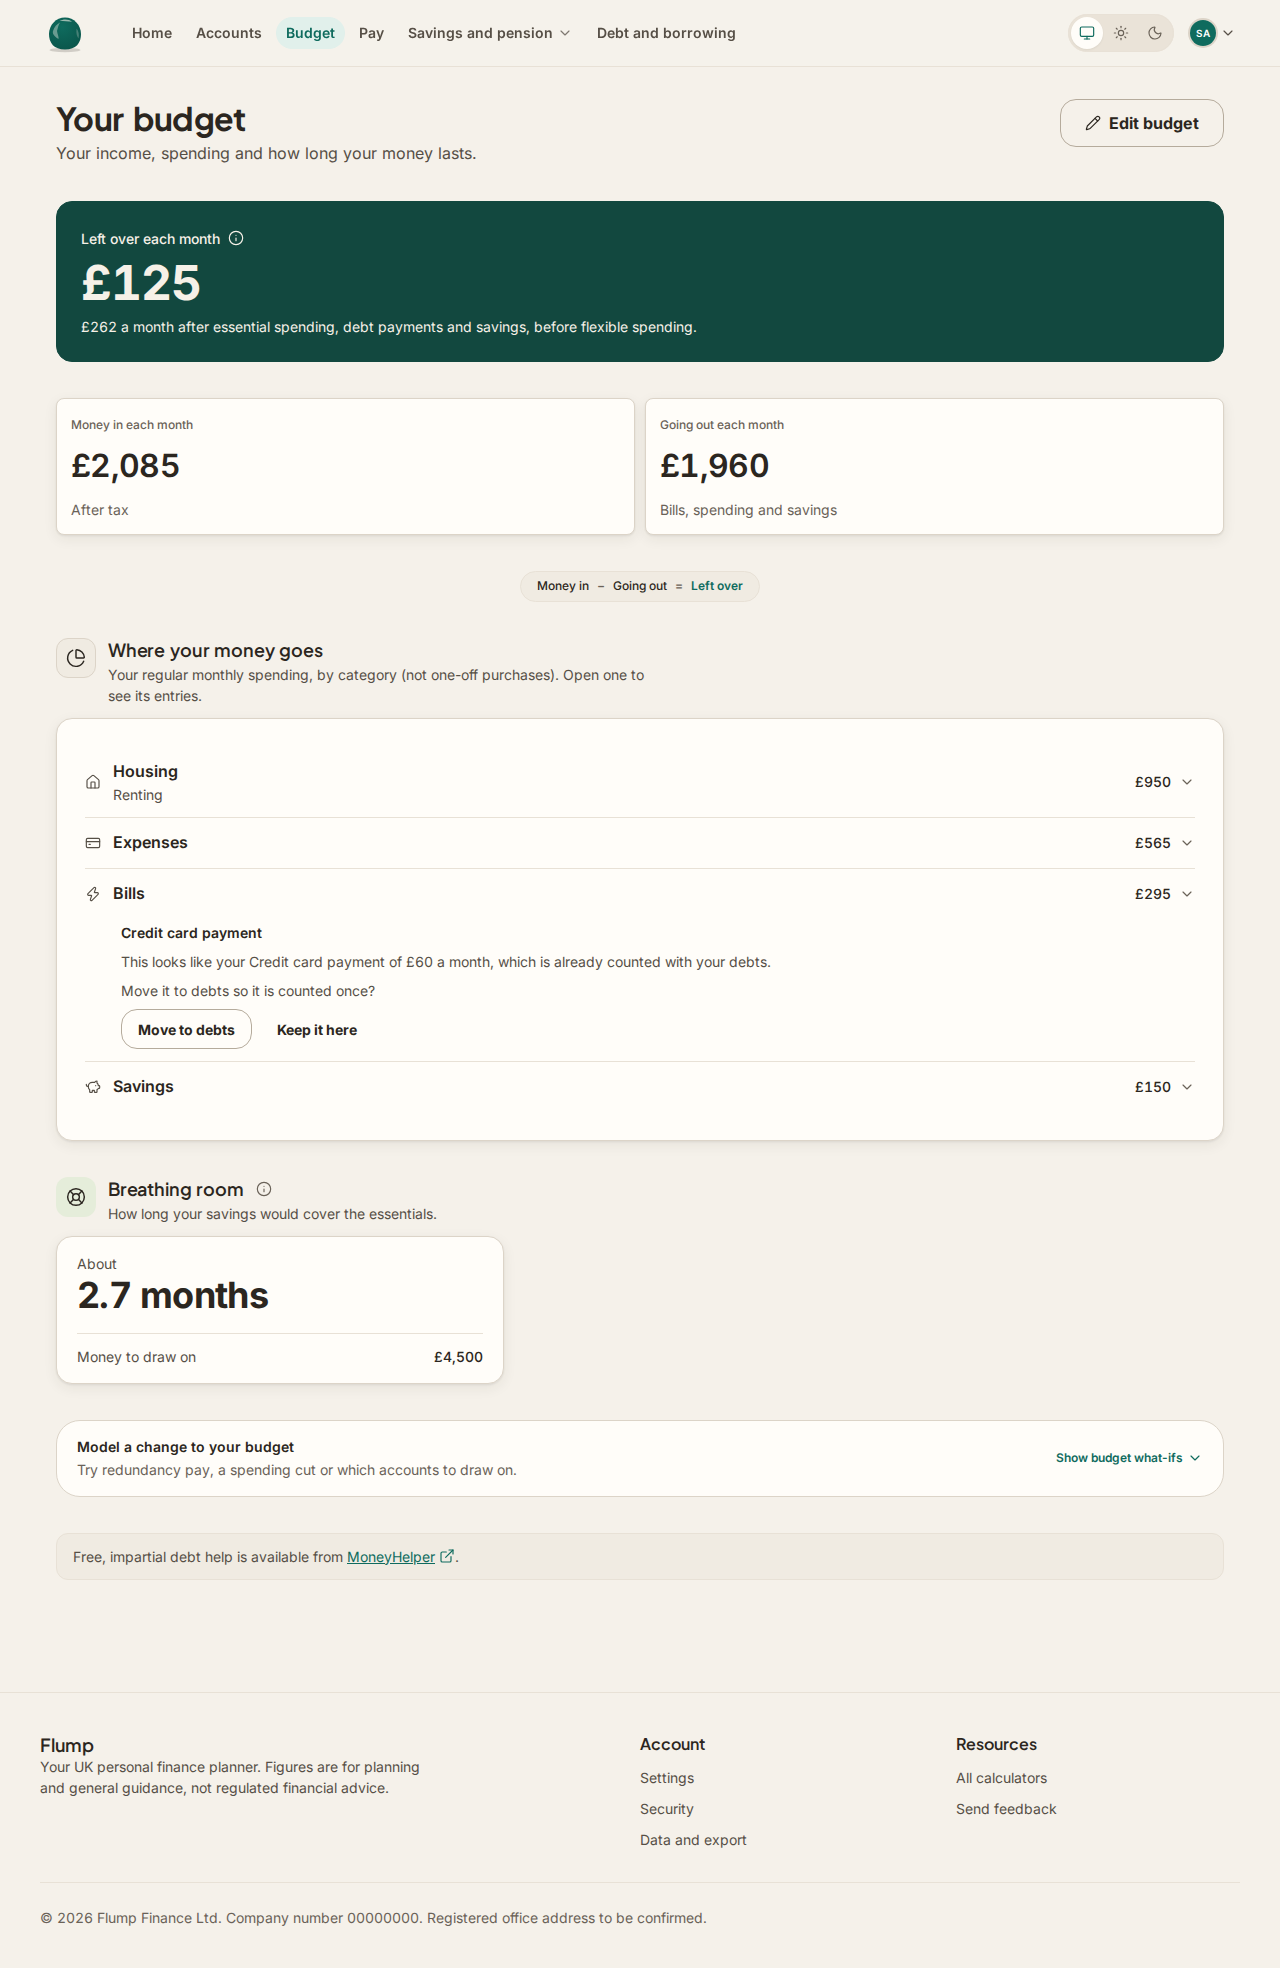 Home
Accounts
Budget
Pay
Savings and pension
Debt and borrowing
SA
Your budget
Your income, spending and how long your money lasts.
Edit budget
Left over each month
£125
£262 a month after essential spending, debt payments and savings, before flexible spending.
Money in each month
£2,085
After tax
Going out each month
£1,960
Bills, spending and savings
Money in – Going out = Left over
Where your money goes
Your regular monthly spending, by category (not one-off purchases). Open one to
see its entries.
Housing
Renting
£950
Expenses
£565
Bills
£295
Credit card payment
This looks like your Credit card payment of £60 a month, which is already counted with your debts.
Move it to debts so it is counted once?
Move to debts
Keep it here
Savings
£150
Breathing room
How long your savings would cover the essentials.
About
2.7 months
Money to draw on
£4,500
Model a change to your budget
Try redundancy pay, a spending cut or which accounts to draw on.
Show budget what-ifs
Free, impartial debt help is available from MoneyHelper.
Flump
Your UK personal finance planner. Figures are for planning
and general guidance, not regulated financial advice.
Account
Settings
Security
Data and export
Resources
All calculators
Send feedback
© 2026 Flump Finance Ltd. Company number 00000000. Registered office address to be confirmed.